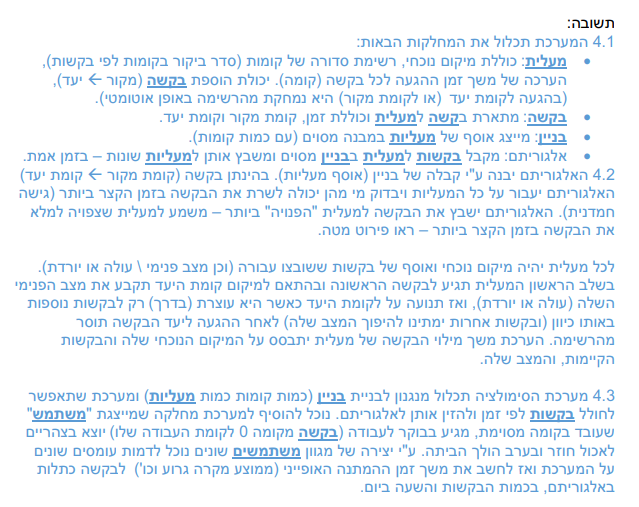 תשובה:
4.1 המערכת תכלול את המחלקות הבאות:
• מעלית: כוללת מיקום נוכחי, רשימת סדורה של קומות (סדר ביקור בקומות לפי בקשות),
הערכה של משך זמן ההגעה לכל בקשה (קומה). יכולת הוספת בקשה (מקור ← יעד),
(בהגעה לקומת יעד (או לקומת מקור) היא נמחקת מהרשימה באופן אוטומטי).
• בקשה: מתארת בקשה למעלית וכוללת זמן, קומת מקור וקומת יעד.
• בניין: מייצג אוסף של מעליות במבנה מסוים (עם כמות קומות).
• אלגוריתם: מקבל בקשות למעלית בבניין מסוים ומשבץ אותן למעליות שונות – בזמן אמת.
4.2 האלגוריתם יבנה ע"י קבלה של בניין (אוסף מעליות). בהינתן בקשה (קומת מקור ← קומת יעד)
האלגוריתם יעבור על כל המעליות ויבדוק מי מהן יכולה לשרת את הבקשה בזמן הקצר ביותר (גישה
חמדנית). האלגוריתם ישבץ את הבקשה למעלית "הפנויה" ביותר – משמע למעלית שצפויה למלא
את הבקשה בזמן הקצר ביותר – ראו פירוט מטה.
לכל מעלית יהיה מיקום נוכחי ואוסף של בקשות ששובצו עבורה (וכן מצב פנימי \ עולה או יורדת).
בשלב הראשון המעלית תגיע לבקשה הראשונה ובהתאם למיקום קומת היעד תקבע את מצב הפנימי
השלה (עולה או יורדת), ואז תנועה על לקומת היעד כאשר היא עוצרת (בדרך) רק לבקשות נוספות
באותו כיוון (ובקשות אחרות ימתינו להיפוך המצב שלה) לאחר ההגעה ליעד הבקשה תוסר
מהרשימה. הערכת משך מילוי הבקשה של מעלית יתבסס על המיקום הנוכחי שלה והבקשות
הקיימות, והמצב שלה.
4.3 מערכת הסימולציה תכלול מנגנון לבניית בניין (כמות קומות כמות מעליות) ומערכת שתאפשר
לחולל בקשות לפי זמן ולהזין אותן לאלגוריתם. נוכל להוסיף למערכת מחלקה שמייצגת "משתמש"
שעובד בקומה מסוימת, מגיע בבוקר לעבודה (בקשה מקומה 0 לקומת העבודה שלו) יוצא בצהריים
לאכול חוזר ובערב הולך הביתה. ע"י יצירה של מגוון משתמשים שונים נוכל לדמות עומסים שונים
על המערכת ואז לחשב את משך זמן ההמתנה האופייני (ממוצע מקרה גרוע וכו') לבקשה כתלות
באלגוריתם, בכמות הבקשות והשעה ביום.